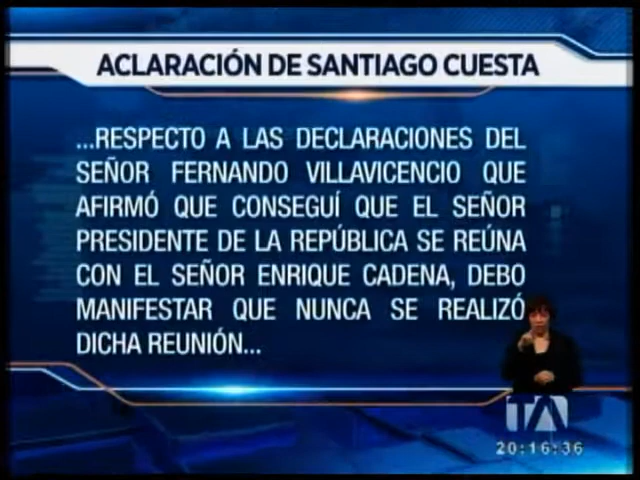 ACLARACIÓN DE SANTIAGO CUESTA
...RESPECTO A LAS DECLARACIONES DEL
SEÑOR FERNANDO VILLAVICENCIO QUE
AFIRMÓ QUE CONSEGUÍ QUE EL SEÑOR
PRESIDENTE DE LA REPÚBLICA SE REÚNA
CON EL SEÑOR ENRIQUE CADENA, DEBO
MANIFESTAR QUE NUNCA SE REALIZÓ
DICHA REUNIÓN...
TA
20:16:36